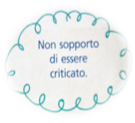 Non sopporto
di essere
criticato.